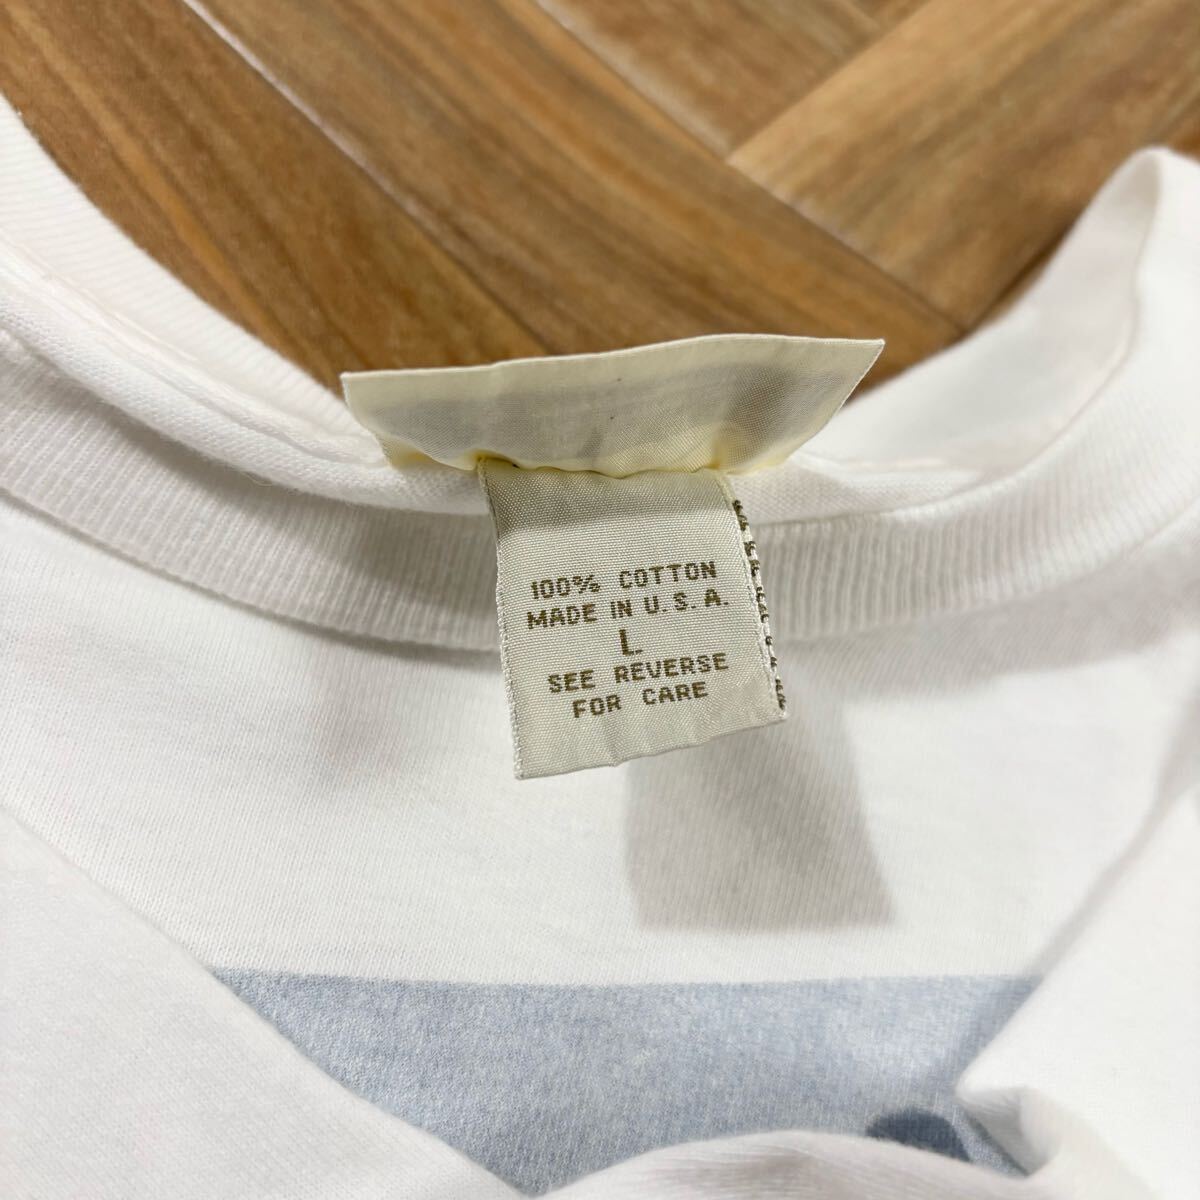 100% COTTON
MADE IN U.S.A.
L
SEE REVERSE
FOR CARE